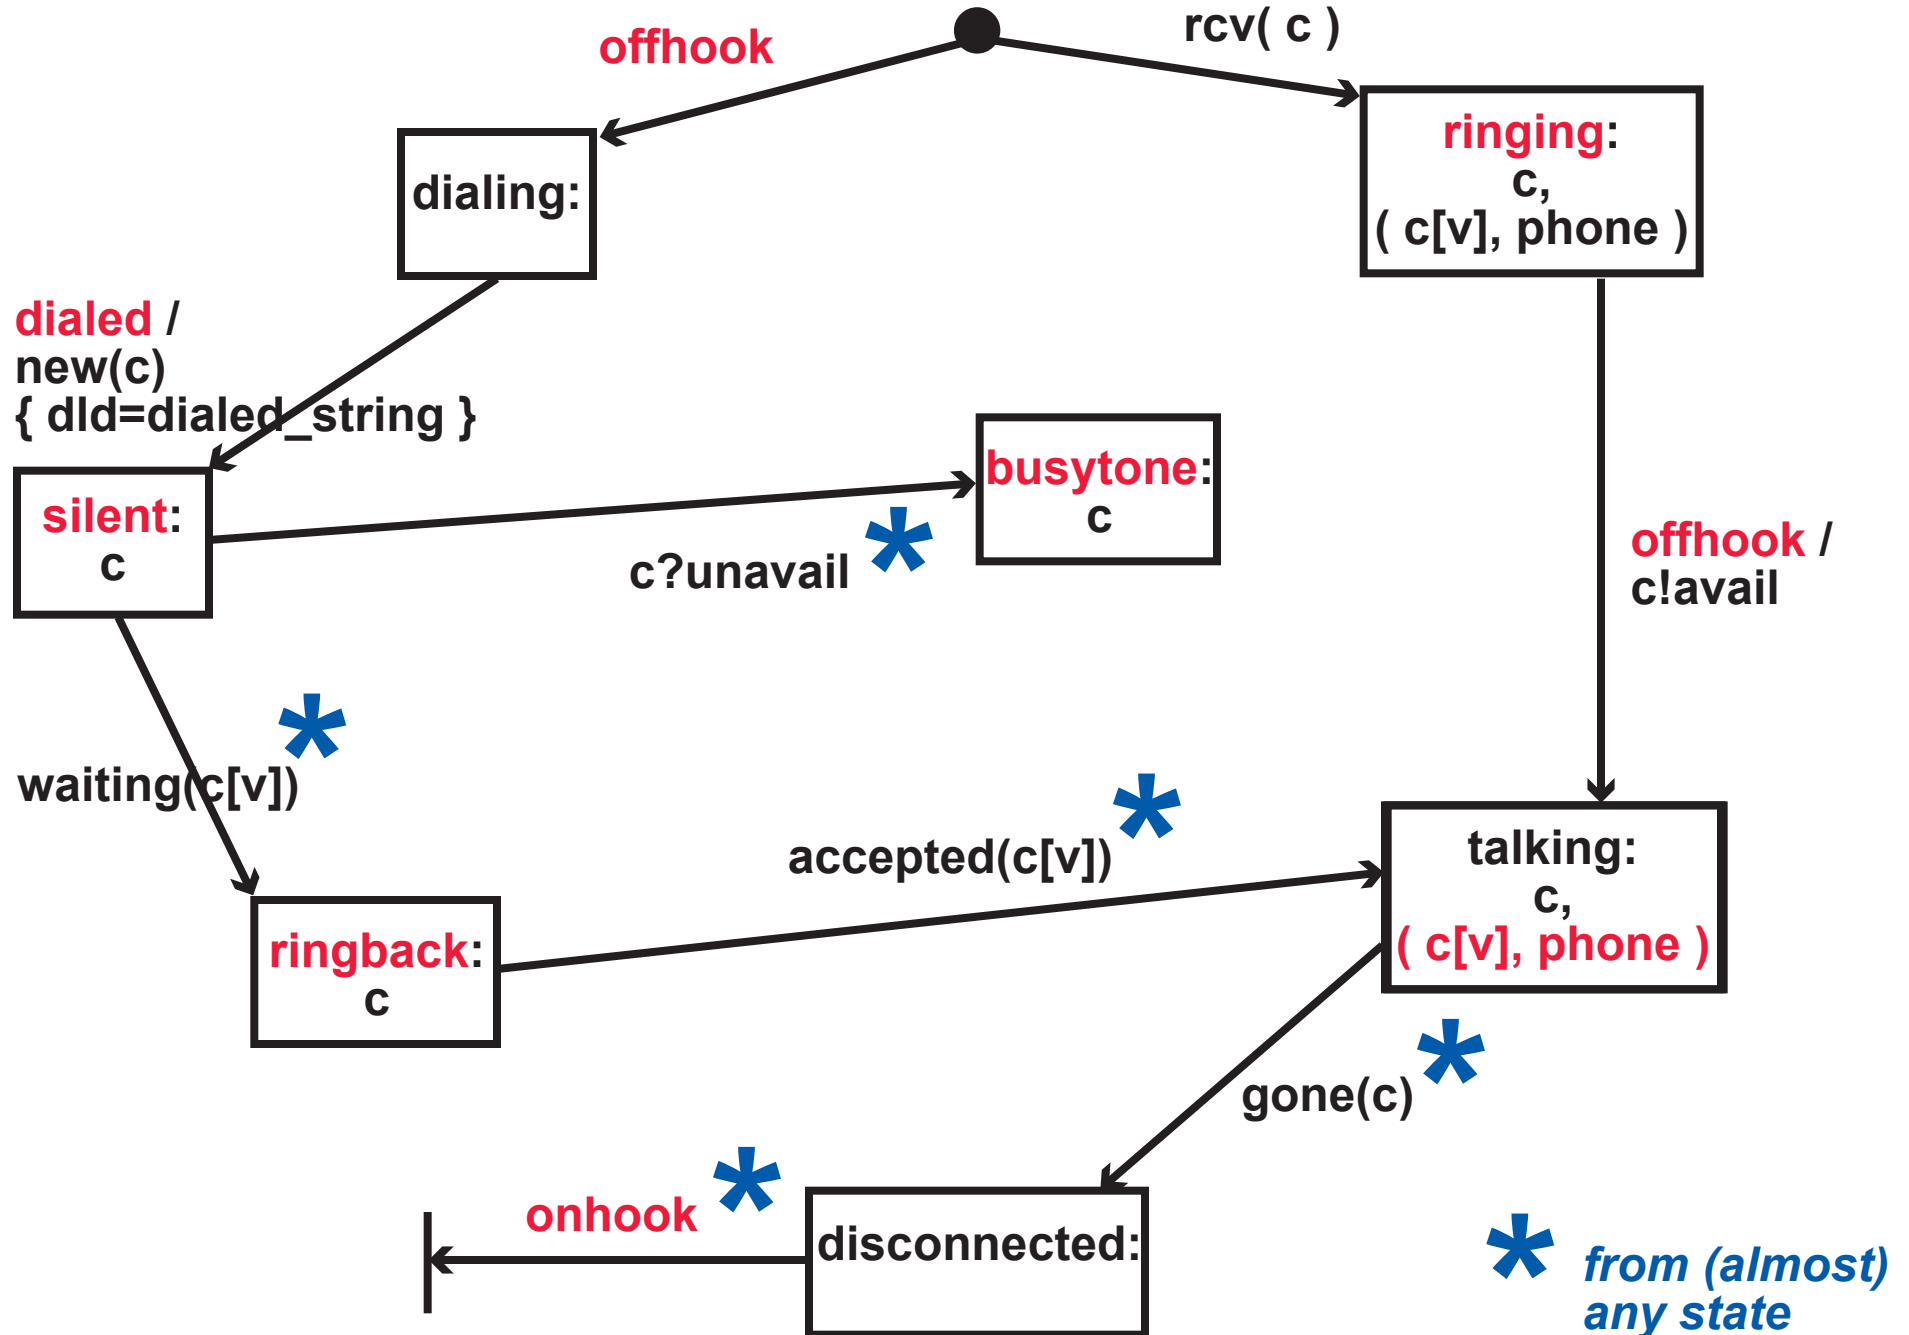 offhook
rcv( c )
dialing:
ringing:
c,
( c[v], phone )
dialed /
new(c)
{ dld=dialed_string }
silent:
c
c?unavail *
busytone:
c
offhook /
c!avail
waiting(c[v]) *
accepted(c[v]) *
ringback:
c
talking:
c,
( c[v], phone )
gone(c) *
onhook *
disconnected:
* from (almost)
any state